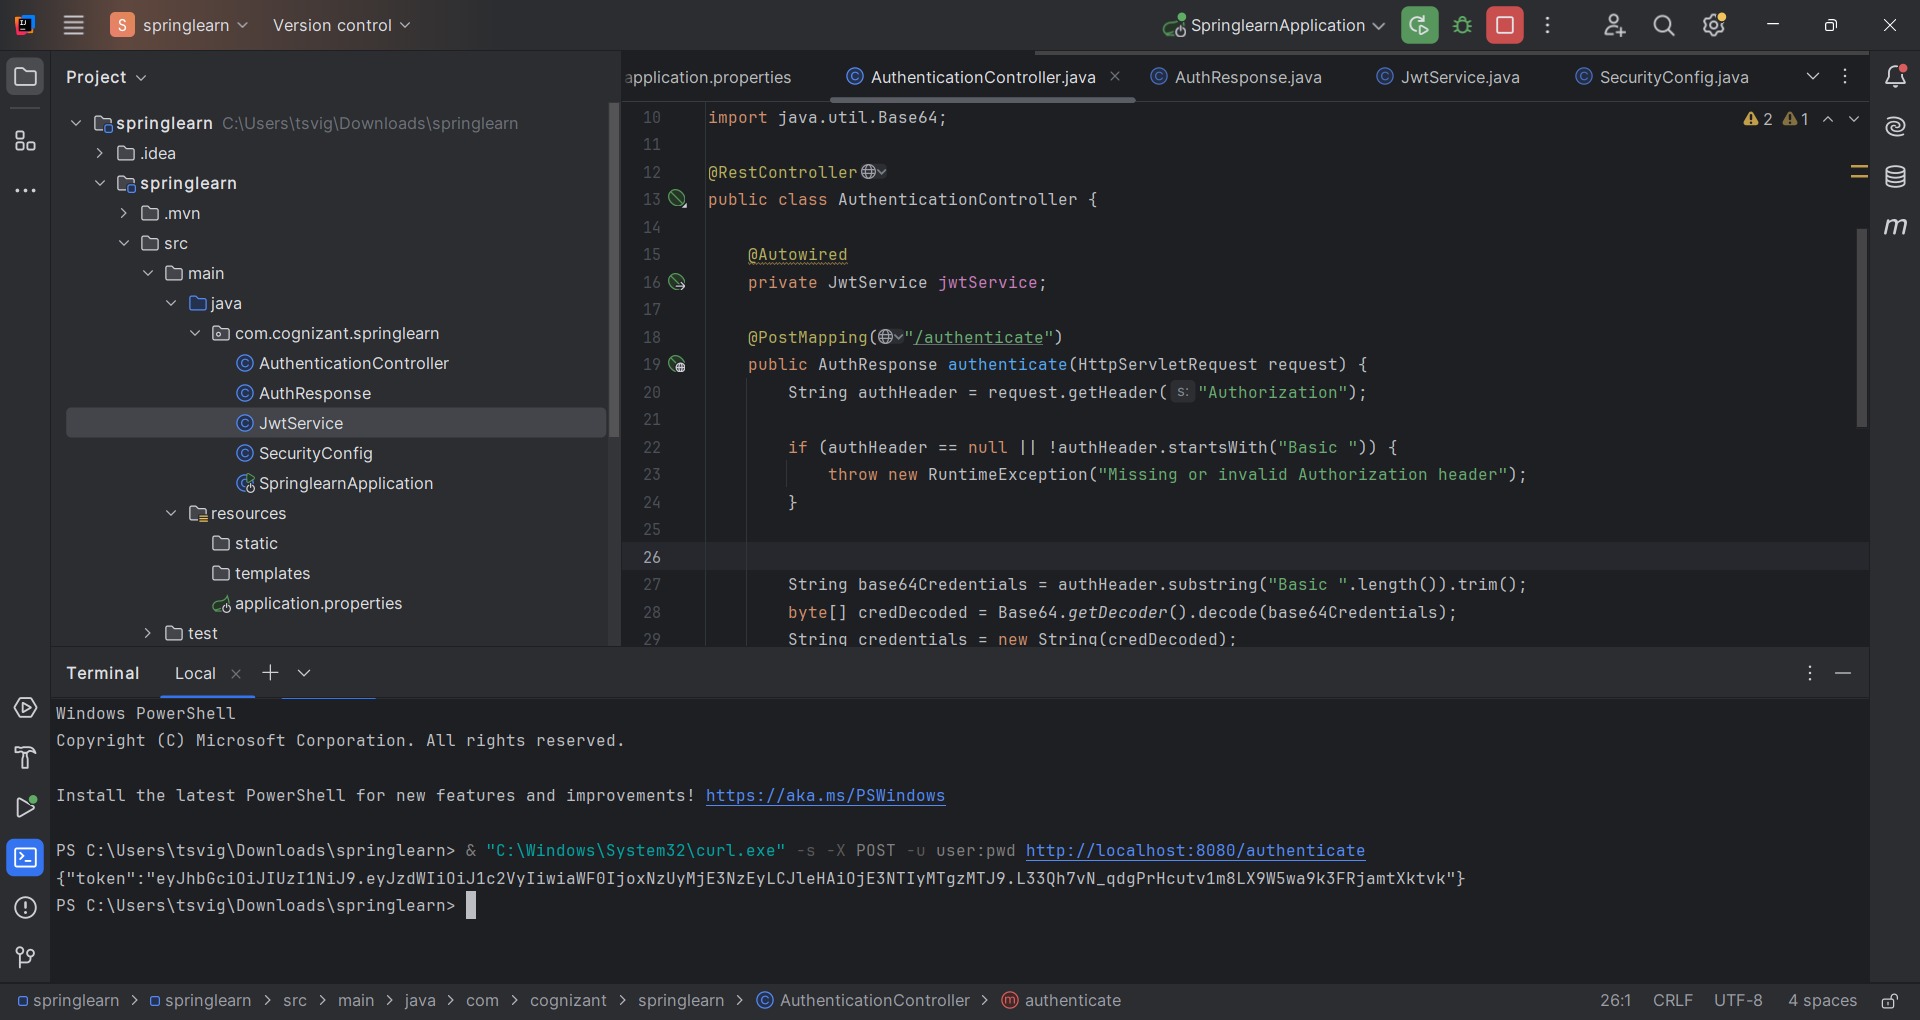 S springlearn Version control SpringlearnApplication
Project
application.properties AuthenticationController.java AuthResponse.java JwtService.java SecurityConfig.java
springlearn C:\Users\tsvig\Downloads\springlearn
.idea
springlearn
.mvn
src
main
java
com.cognizant.springlearn
AuthenticationController
AuthResponse
JwtService
SecurityConfig
SpringlearnApplication
resources
static
templates
application.properties
test
2 1
10 import java.util.Base64;
11
12 @RestController
13 public class AuthenticationController {
14
15 @Autowired
16 private JwtService jwtService;
17
18 @PostMapping("/authenticate")
19 public AuthResponse authenticate(HttpServletRequest request) {
20 String authHeader = request.getHeader( s: "Authorization");
21
22 if (authHeader == null || !authHeader.startsWith("Basic ")) {
23 throw new RuntimeException("Missing or invalid Authorization header");
24 }
25
26
27 String base64Credentials = authHeader.substring("Basic ".length()).trim();
28 byte[] credDecoded = Base64.getDecoder().decode(base64Credentials);
29 String credentials = new String(credDecoded);
m
Terminal Local
Windows PowerShell
Copyright (C) Microsoft Corporation. All rights reserved.
Install the latest PowerShell for new features and improvements! https://aka.ms/PSWindows
PS C:\Users\tsvig\Downloads\springlearn> & "C:\Windows\System32\curl.exe" -s -X POST -u user:pwd http://localhost:8080/authenticate
{"token":"eyJhbGciOiJIUzI1NiJ9.eyJzdWIiOiJ1c2VyIiwiaWF0IjoxNzUyMjE3NzEyLCJleHAiOjE3NTIyMTgzMTJ9.L33Qh7vN_qdgPrHcutv1m8LX9W5wa9k3FRjamtXktvk"}
PS C:\Users\tsvig\Downloads\springlearn>
springlearn > springlearn > src > main > java > com > cognizant > springlearn > AuthenticationController > authenticate 26:1 CRLF UTF-8 4 spaces